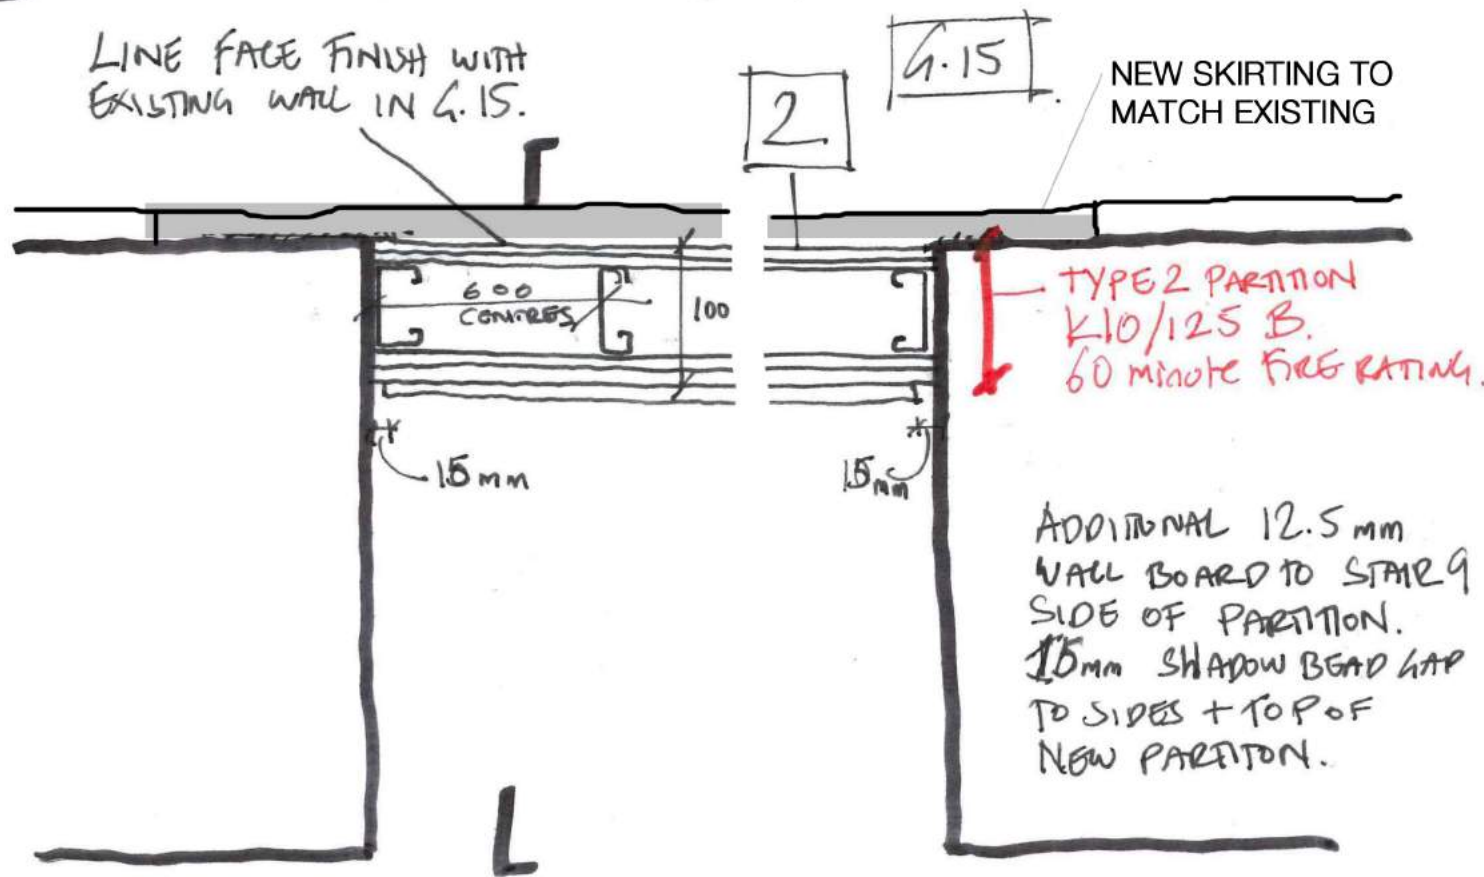 LINE FACE FINISH WITH
EXISTING WALL IN G.15.
2
G.15
NEW SKIRTING TO
MATCH EXISTING
600
CENTRES
100
TYPE 2 PARTITION
K10/125 B.
60 minute FIRE RATING.
15mm
15mm
ADDITIONAL 12.5mm
WALL BOARD TO STAIR 9
SIDE OF PARTITION.
15mm SHADOW BEAD GAP
TO SIDES + TOP OF
NEW PARTITON.